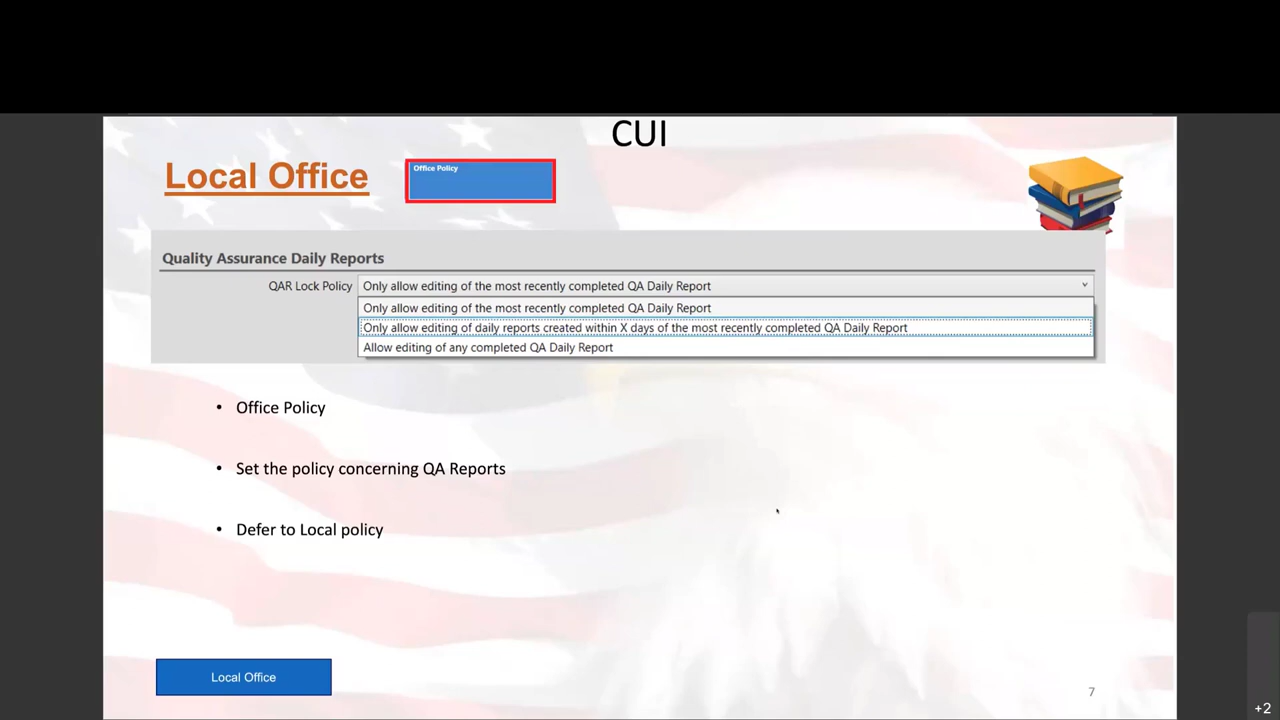 CUI
Local Office
Office Policy
Quality Assurance Daily Reports
QAR Lock Policy
Only allow editing of the most recently completed QA Daily Report
Only allow editing of the most recently completed QA Daily Report
Only allow editing of daily reports created within X days of the most recently completed QA Daily Report
Allow editing of any completed QA Daily Report
• Office Policy
• Set the policy concerning QA Reports
• Defer to Local policy
Local Office
7
+2